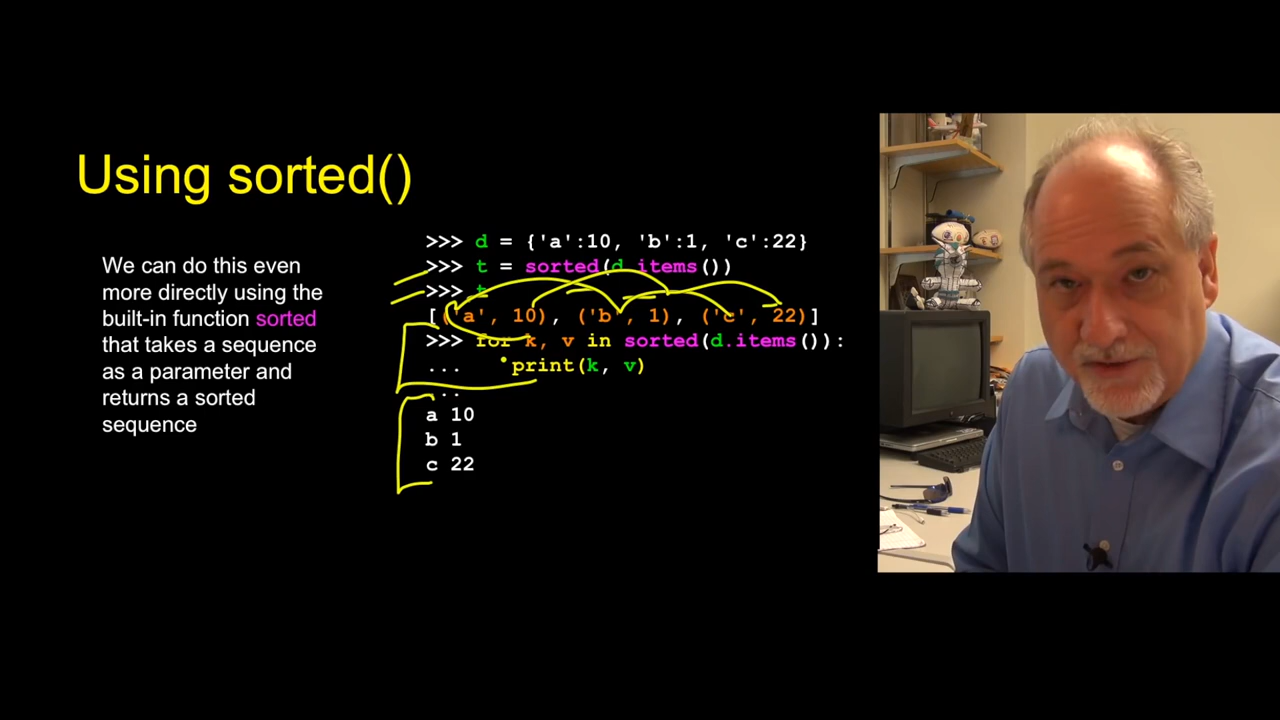 Using sorted()
We can do this even
more directly using the
built-in function sorted
that takes a sequence
as a parameter and
returns a sorted
sequence
>>> d = {'a':10, 'b':1, 'c':22}
>>> t = sorted(d.items())
>>> t
[('a', 10), ('b', 1), ('c', 22)]
>>> for k, v in sorted(d.items()):
... print(k, v)
...
a 10
b 1
c 22